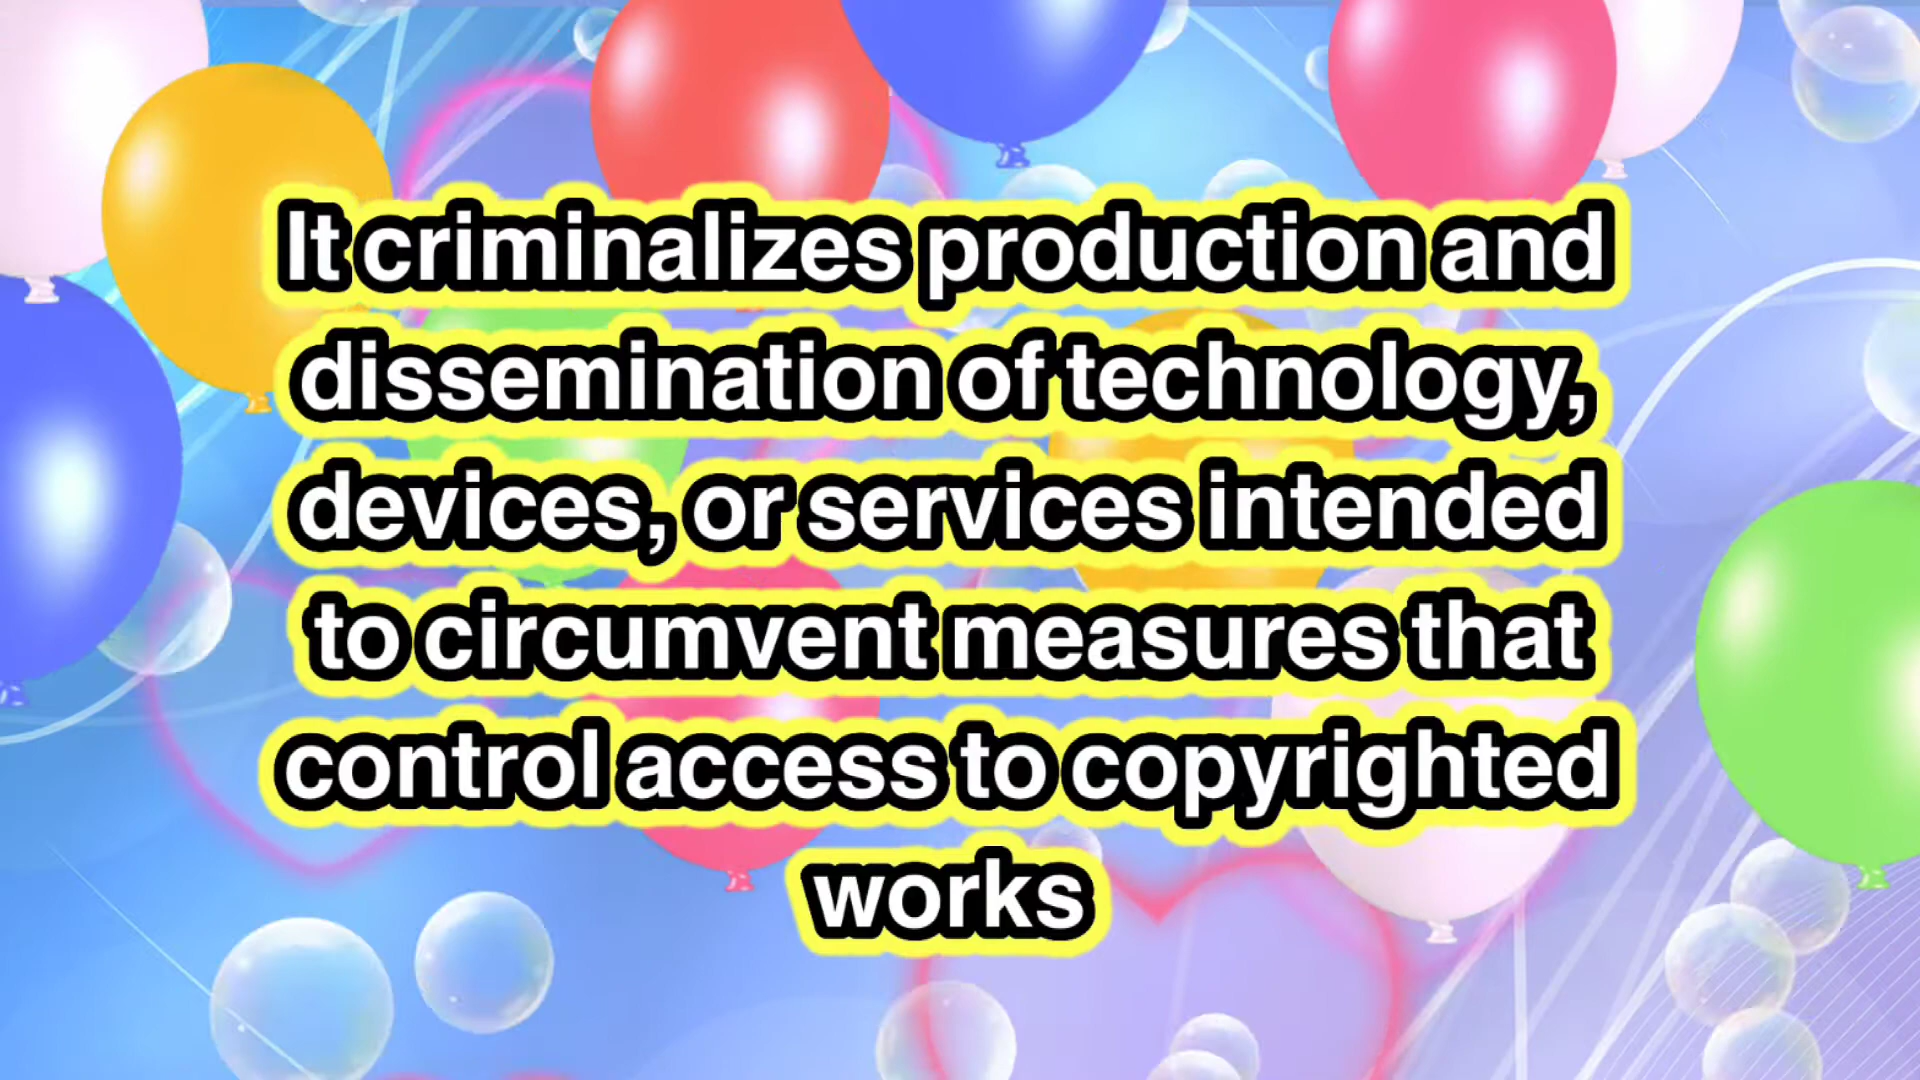 It criminalizes production and
dissemination of technology,
devices, or services intended
to circumvent measures that
control access to copyrighted
works